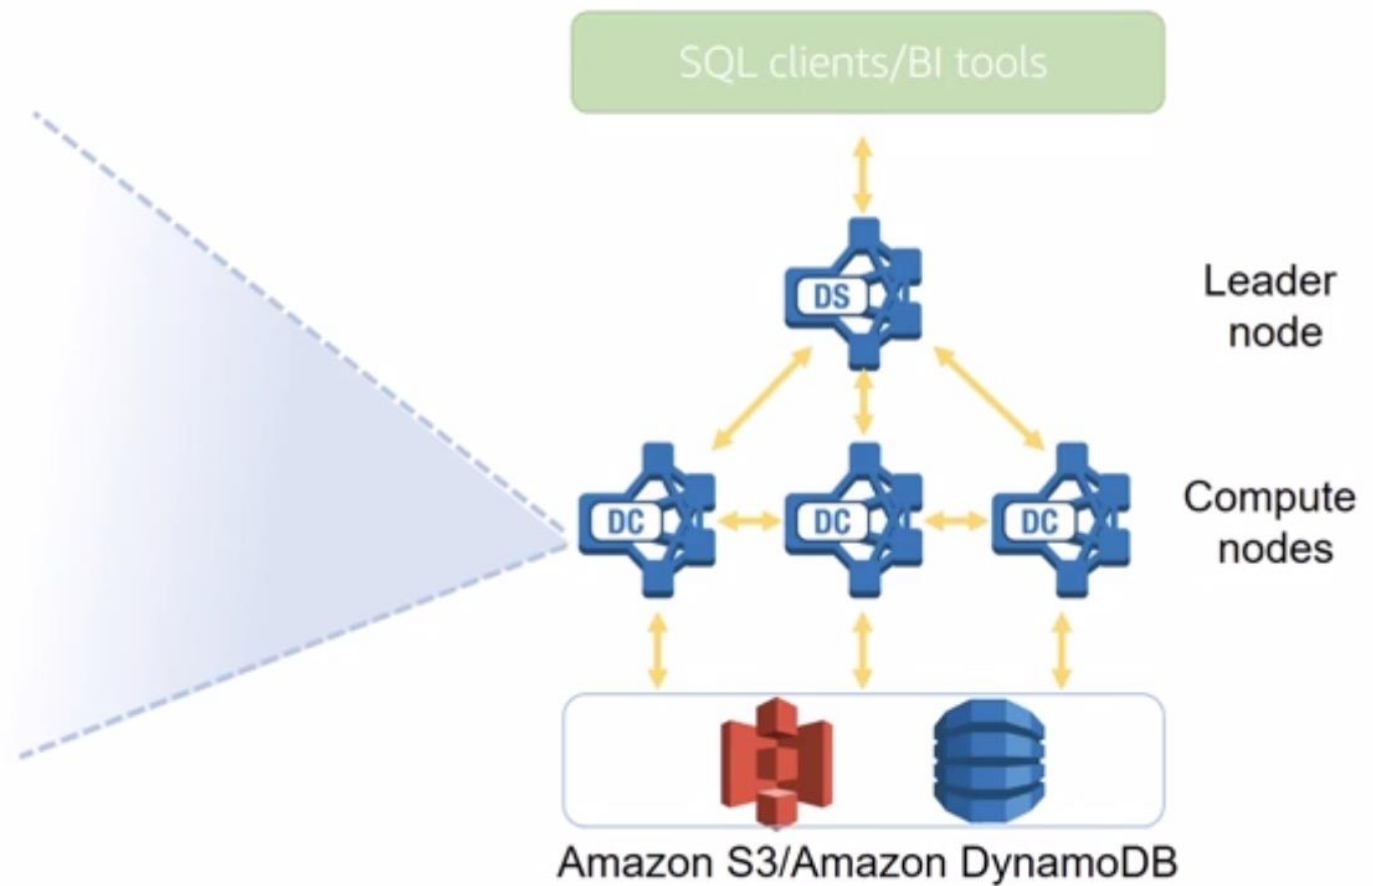 SQL clients/BI tools
DS
Leader
node
DC
DC
DC
Compute
nodes
Amazon S3/Amazon DynamoDB